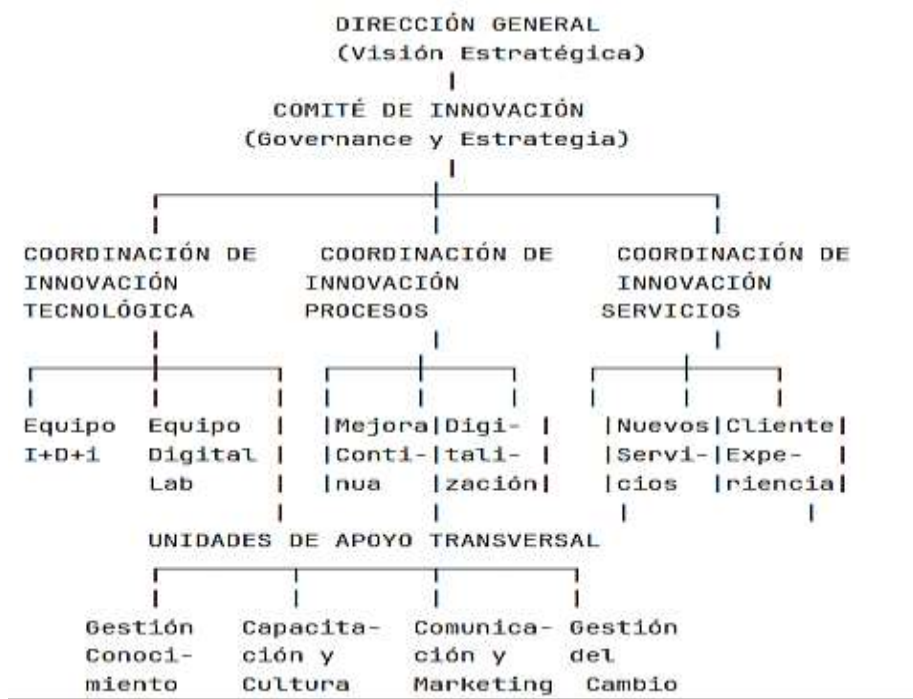 DIRECCIÓN GENERAL
(Visión Estratégica)
COMITÉ DE INNOVACIÓN
(Governance y Estrategia)
COORDINACIÓN DE
INNOVACIÓN
TECNOLÓGICA
COORDINACIÓN DE
INNOVACIÓN
PROCESOS
COORDINACIÓN DE
INNOVACIÓN
SERVICIOS
Equipo
I+D+i
Equipo
Digital
Lab
Mejora
Conti-
nua
Digi-
tali-
zación
Nuevos
Servi-
cios
Cliente
Expe-
riencia
UNIDADES DE APOYO TRANSVERSAL
Gestión
Conoci-
miento
Capacita-
ción y
Cultura
Comunica-
ción y
Marketing
Gestión
del
Cambio